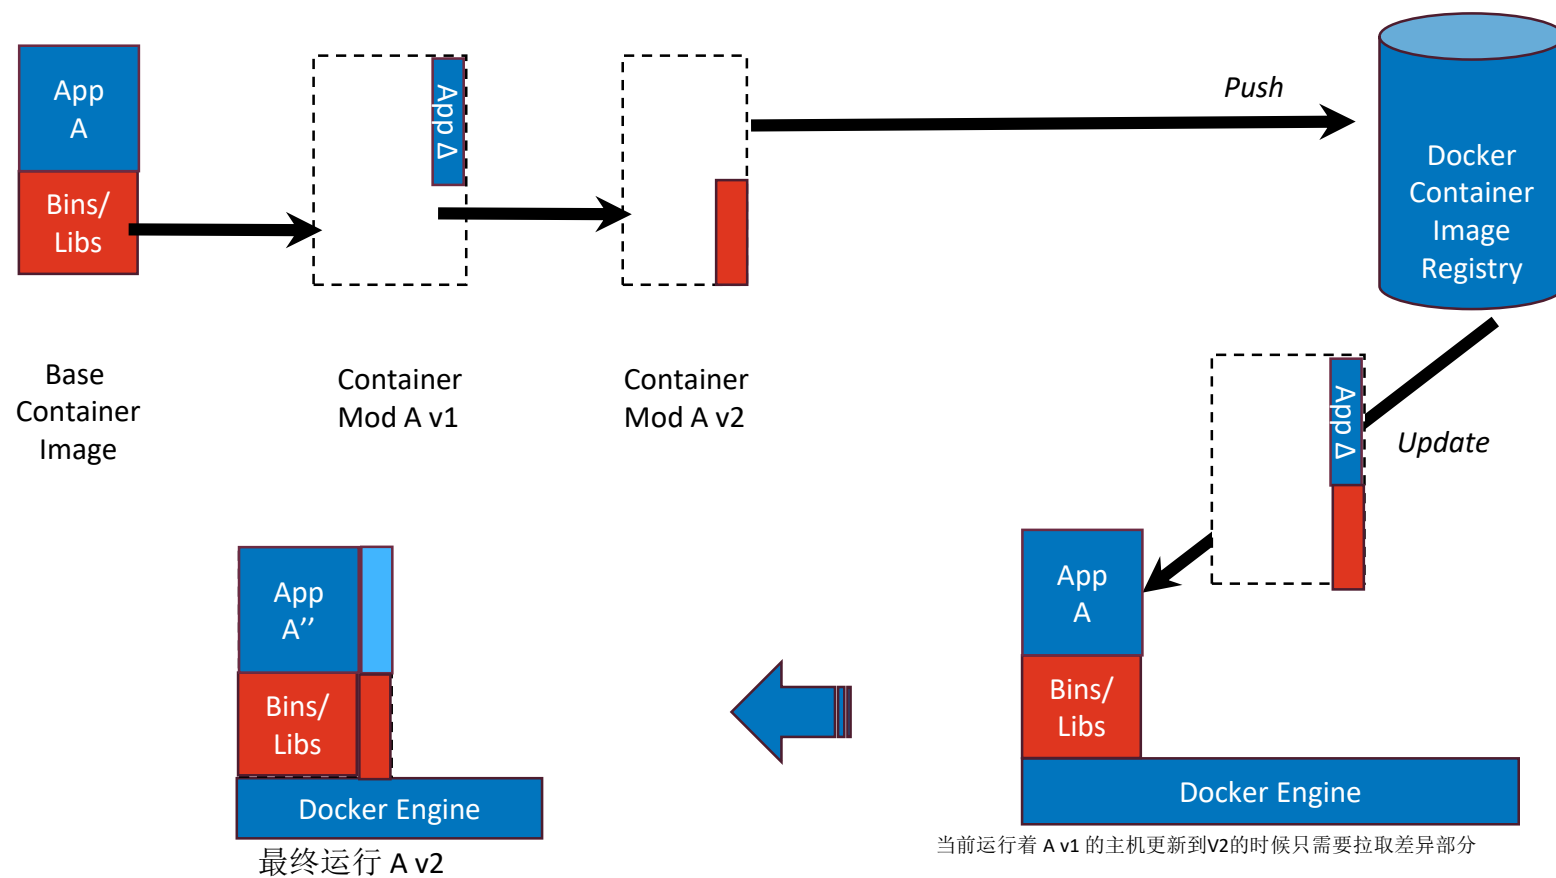 App
A
Bins/
Libs
App Δ
Push
Docker
Container
Image
Registry
Base
Container
Image
Container
Mod A v1
Container
Mod A v2
App Δ
Update
App
A''
Bins/
Libs
Docker Engine
最终运行 A v2
App
A
Bins/
Libs
Docker Engine
当前运行着 A v1 的主机更新到V2的时候只需要拉取差异部分